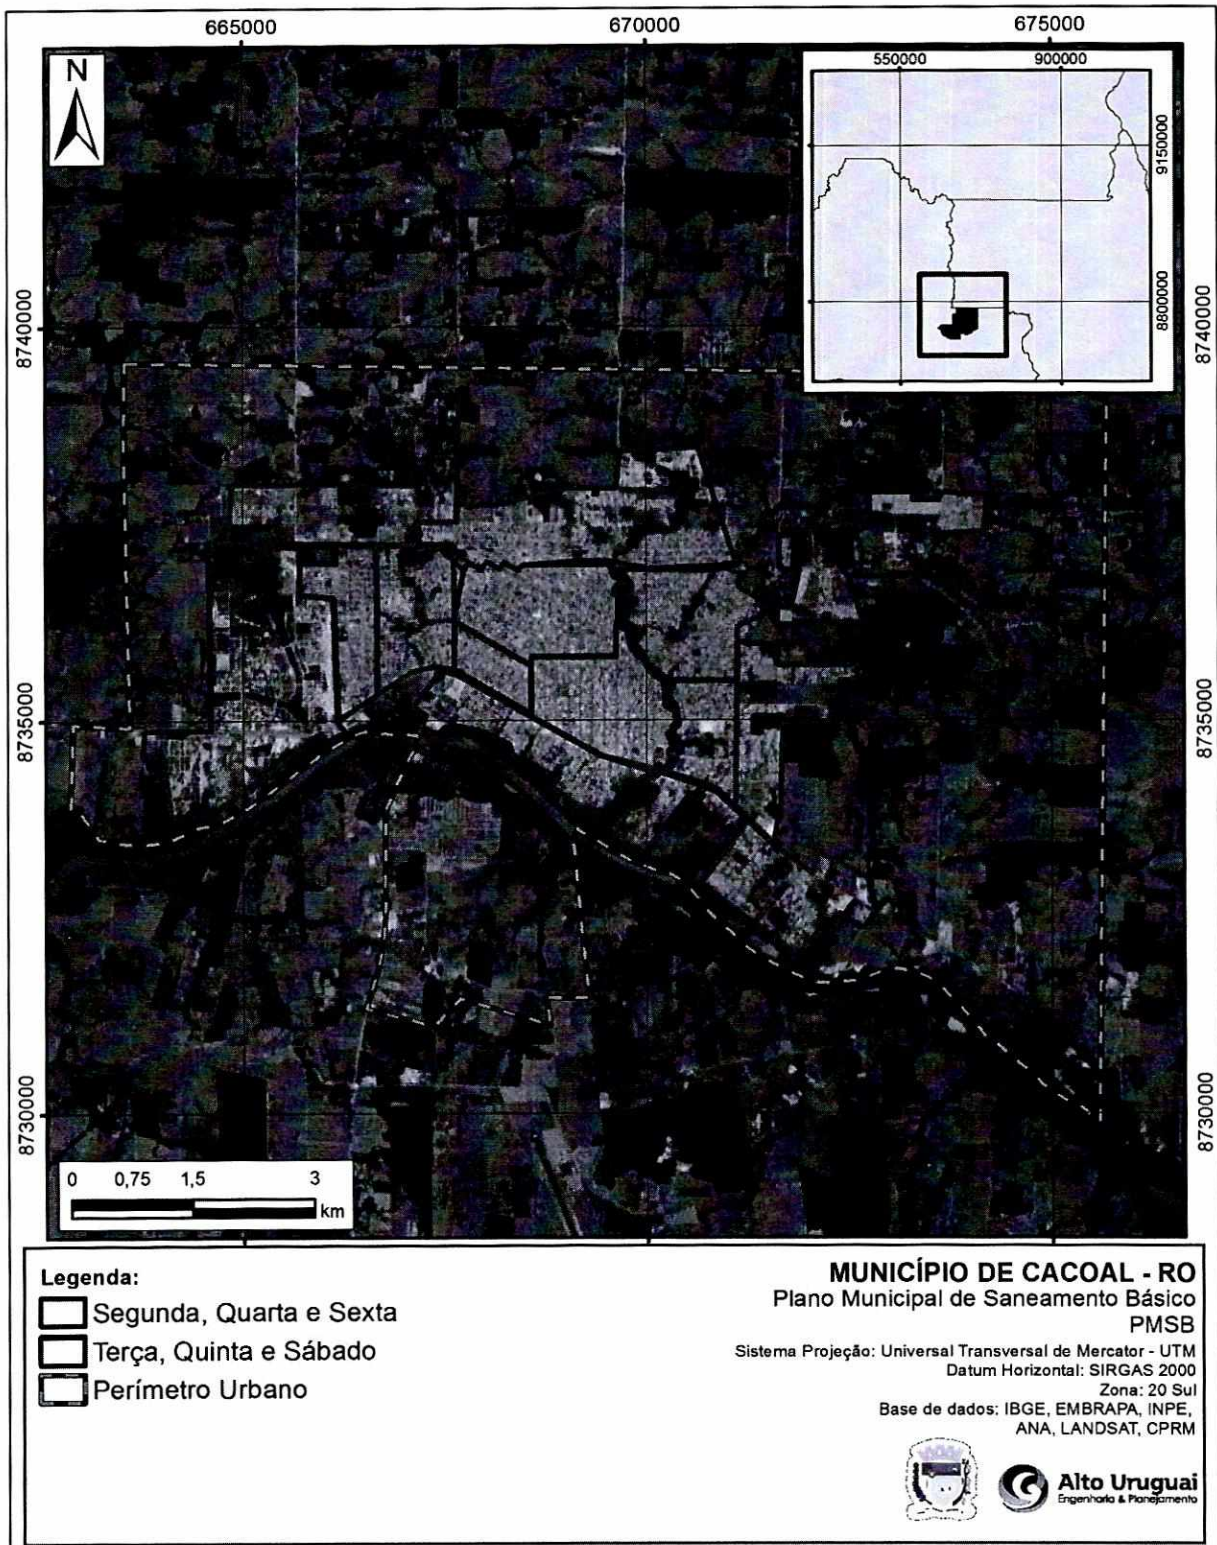 665000
670000
675000
N
550000
900000
9150000
8800000
8740000
8740000
8735000
8735000
8730000
8730000
0
0,75
1,5
3
km
Legenda:
Segunda, Quarta e Sexta
Terça, Quinta e Sábado
Perímetro Urbano
MUNICÍPIO DE CACOAL - RO
Plano Municipal de Saneamento Básico
PMSB
Sistema Projeção: Universal Transversal de Mercator - UTM
Datum Horizontal: SIRGAS 2000
Zona: 20 Sul
Base de dados: IBGE, EMBRAPA, INPE,
ANA, LANDSAT, CPRM
Alto Uruguai
Engenharia & Planejamento